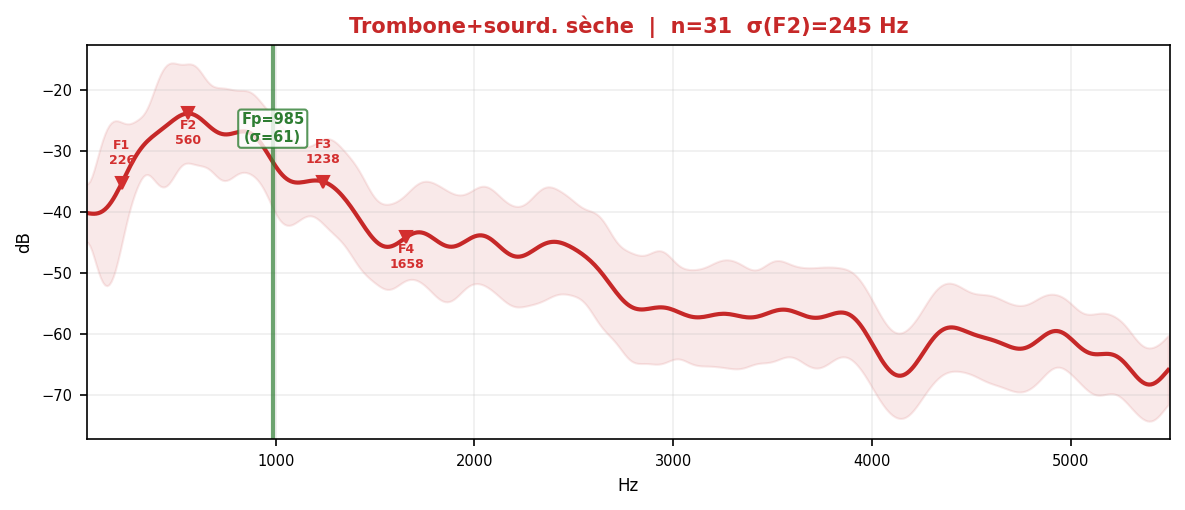 Trombone+sourd. sèche | n=31 σ(F2)=245 Hz
−20
−30
−40
−50
−60
−70
dB
F1
226
F2
560
Fp=985
(σ=61)
F3
1238
F4
1658
1000
2000
3000
4000
5000
Hz